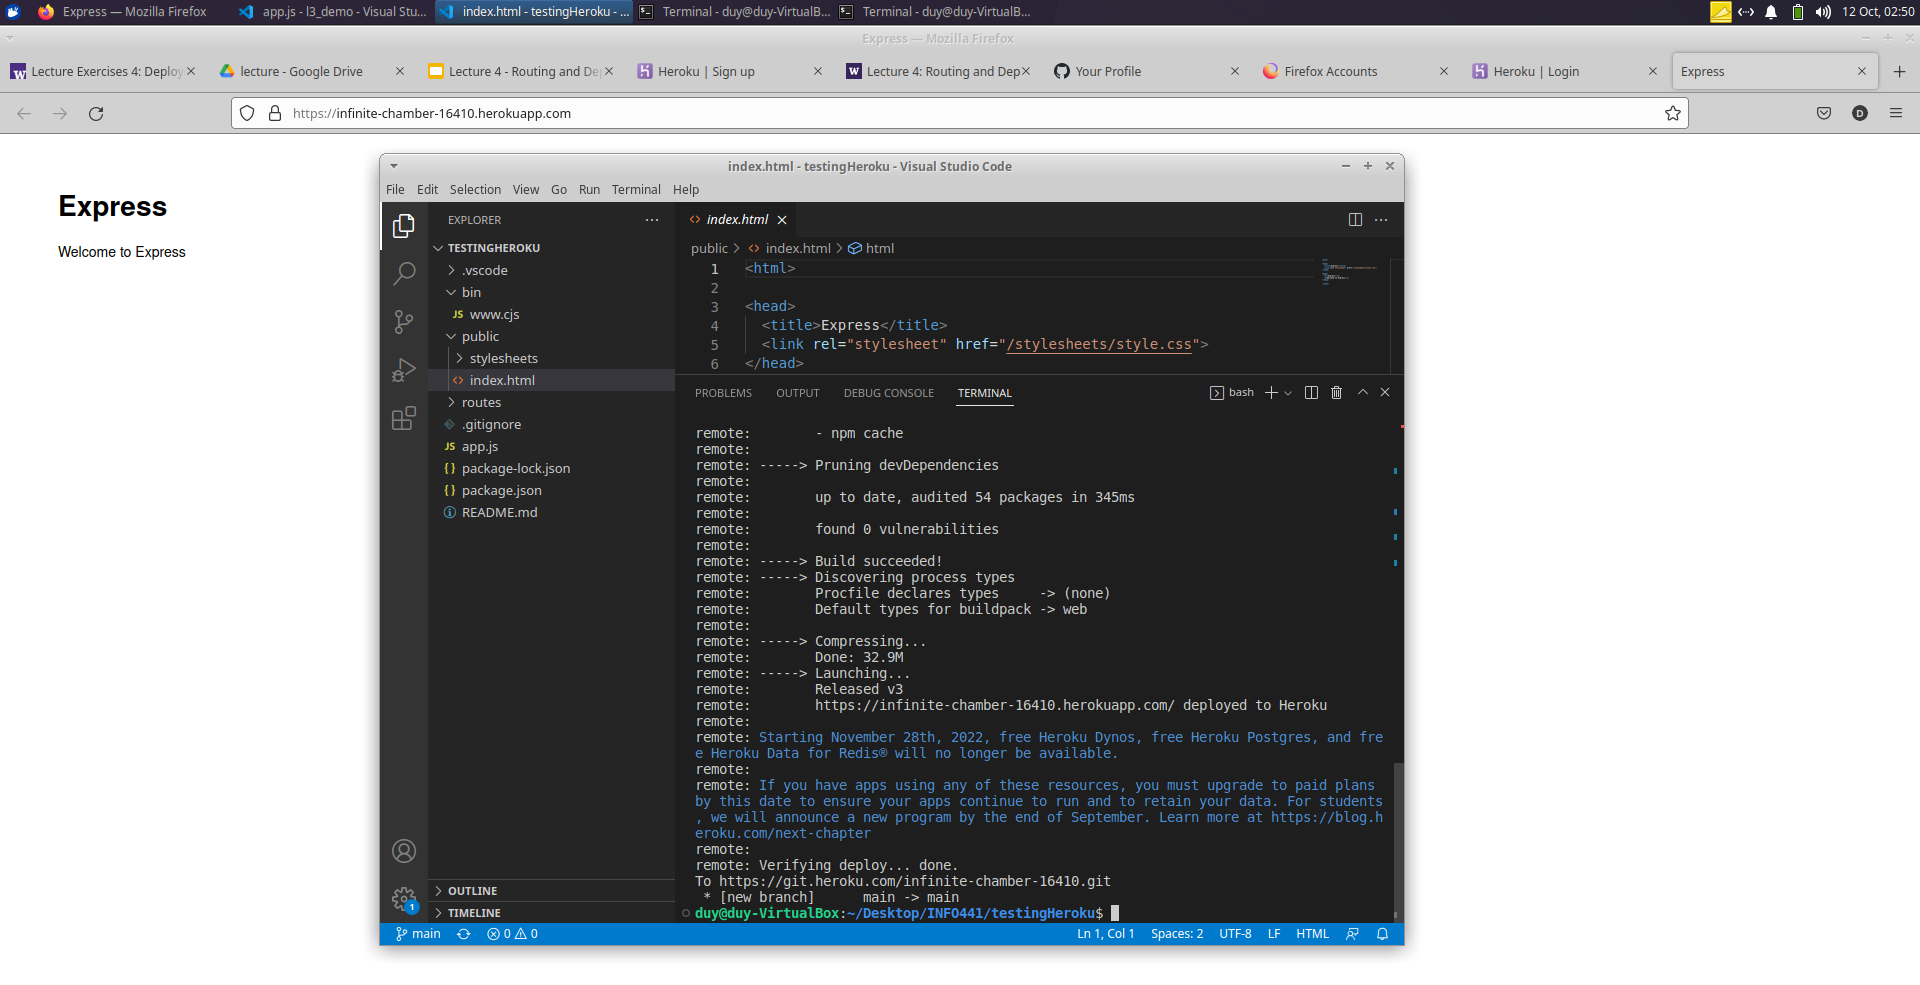 Express — Mozilla Firefox
app.js - l3_demo - Visual Stu...
index.html - testingHeroku - ...
Terminal - duy@duy-VirtualB...
Terminal - duy@duy-VirtualB...
12 Oct, 02:50
Express — Mozilla Firefox
Lecture Exercises 4: Deploy
lecture - Google Drive
Lecture 4 - Routing and De
Heroku | Sign up
Lecture 4: Routing and Dep
Your Profile
Firefox Accounts
Heroku | Login
Express
https://infinite-chamber-16410.herokuapp.com
D
Express
Welcome to Express
index.html - testingHeroku - Visual Studio Code
File Edit Selection View Go Run Terminal Help
EXPLORER
TESTINGHEROKU
.vscode
bin
JS www.cjs
public
stylesheets
<> index.html
routes
.gitignore
JS app.js
{} package-lock.json
{} package.json
README.md
OUTLINE
TIMELINE
1
<> index.html
public > <> index.html > html
1 <html>
2
3 <head>
4 <title>Express</title>
5 <link rel="stylesheet" href="/stylesheets/style.css">
6 </head>
PROBLEMS OUTPUT DEBUG CONSOLE TERMINAL
bash
remote: - npm cache
remote:
remote: -----> Pruning devDependencies
remote:
remote: up to date, audited 54 packages in 345ms
remote:
remote: found 0 vulnerabilities
remote:
remote: -----> Build succeeded!
remote: -----> Discovering process types
remote: Procfile declares types -> (none)
remote: Default types for buildpack -> web
remote:
remote: -----> Compressing...
remote: Done: 32.9M
remote: -----> Launching...
remote: Released v3
remote: https://infinite-chamber-16410.herokuapp.com/ deployed to Heroku
remote:
remote: Starting November 28th, 2022, free Heroku Dynos, free Heroku Postgres, and fre
e Heroku Data for Redis® will no longer be available.
remote:
remote: If you have apps using any of these resources, you must upgrade to paid plans
by this date to ensure your apps continue to run and to retain your data. For students
, we will announce a new program by the end of September. Learn more at https://blog.h
eroku.com/next-chapter
remote:
remote: Verifying deploy... done.
To https://git.heroku.com/infinite-chamber-16410.git
* [new branch] main -> main
duy@duy-VirtualBox:~/Desktop/INFO441/testingHeroku$
main
0 0
Ln 1, Col 1 Spaces: 2 UTF-8 LF HTML